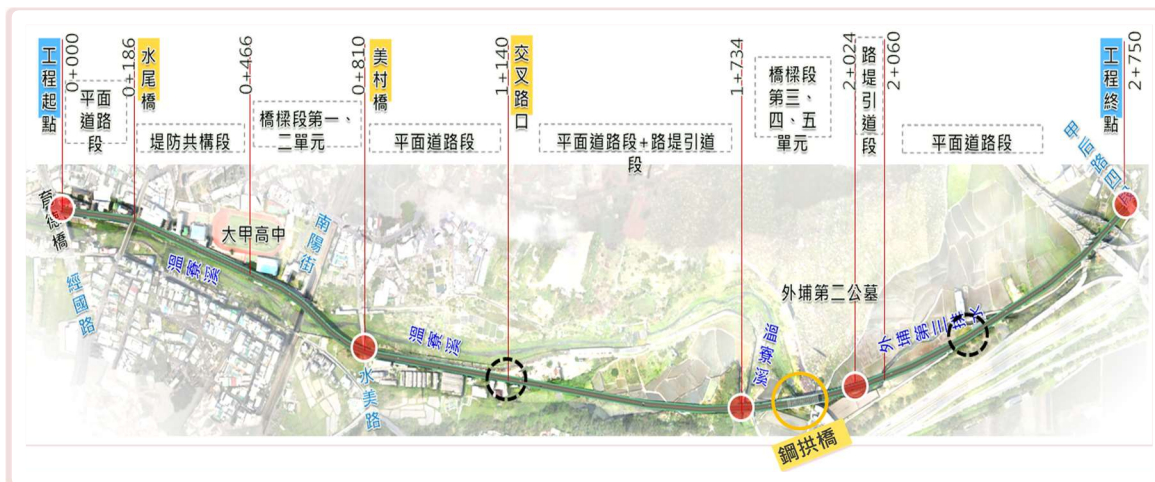 工程起點
0+000
平面
道路
段
0+186
水尾橋
堤防共構段
0+466
橋樑段第一、
二單元
0+810
美村橋
平面道路段
1+140
交叉路口
平面道路段+路堤引道
段
1+734
橋樑段
第三、
四、五
單元
2+024
路堤引道段
2+060
平面道路段
工程終點
2+750
育德橋
經國路
溫寮溪
大甲高中
南陽街
水美路
溫寮溪
溫寮溪
外埔第二公墓
鋼拱橋
外埔第三排水
甲后路四